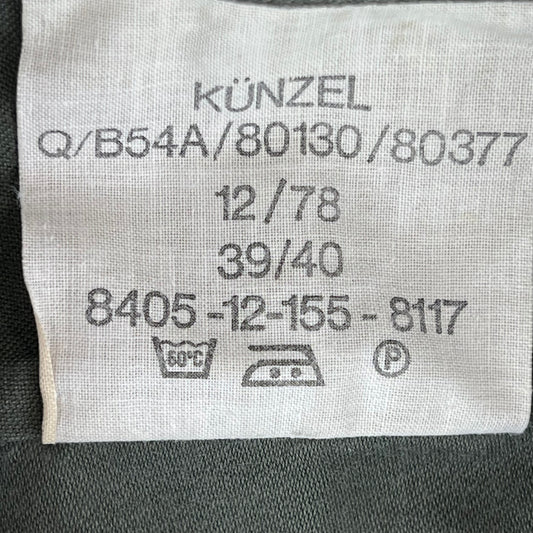 KÜNZEL
Q/B54A/80130/80377
12/78
39/40
8405-12-155-8117
60°C P